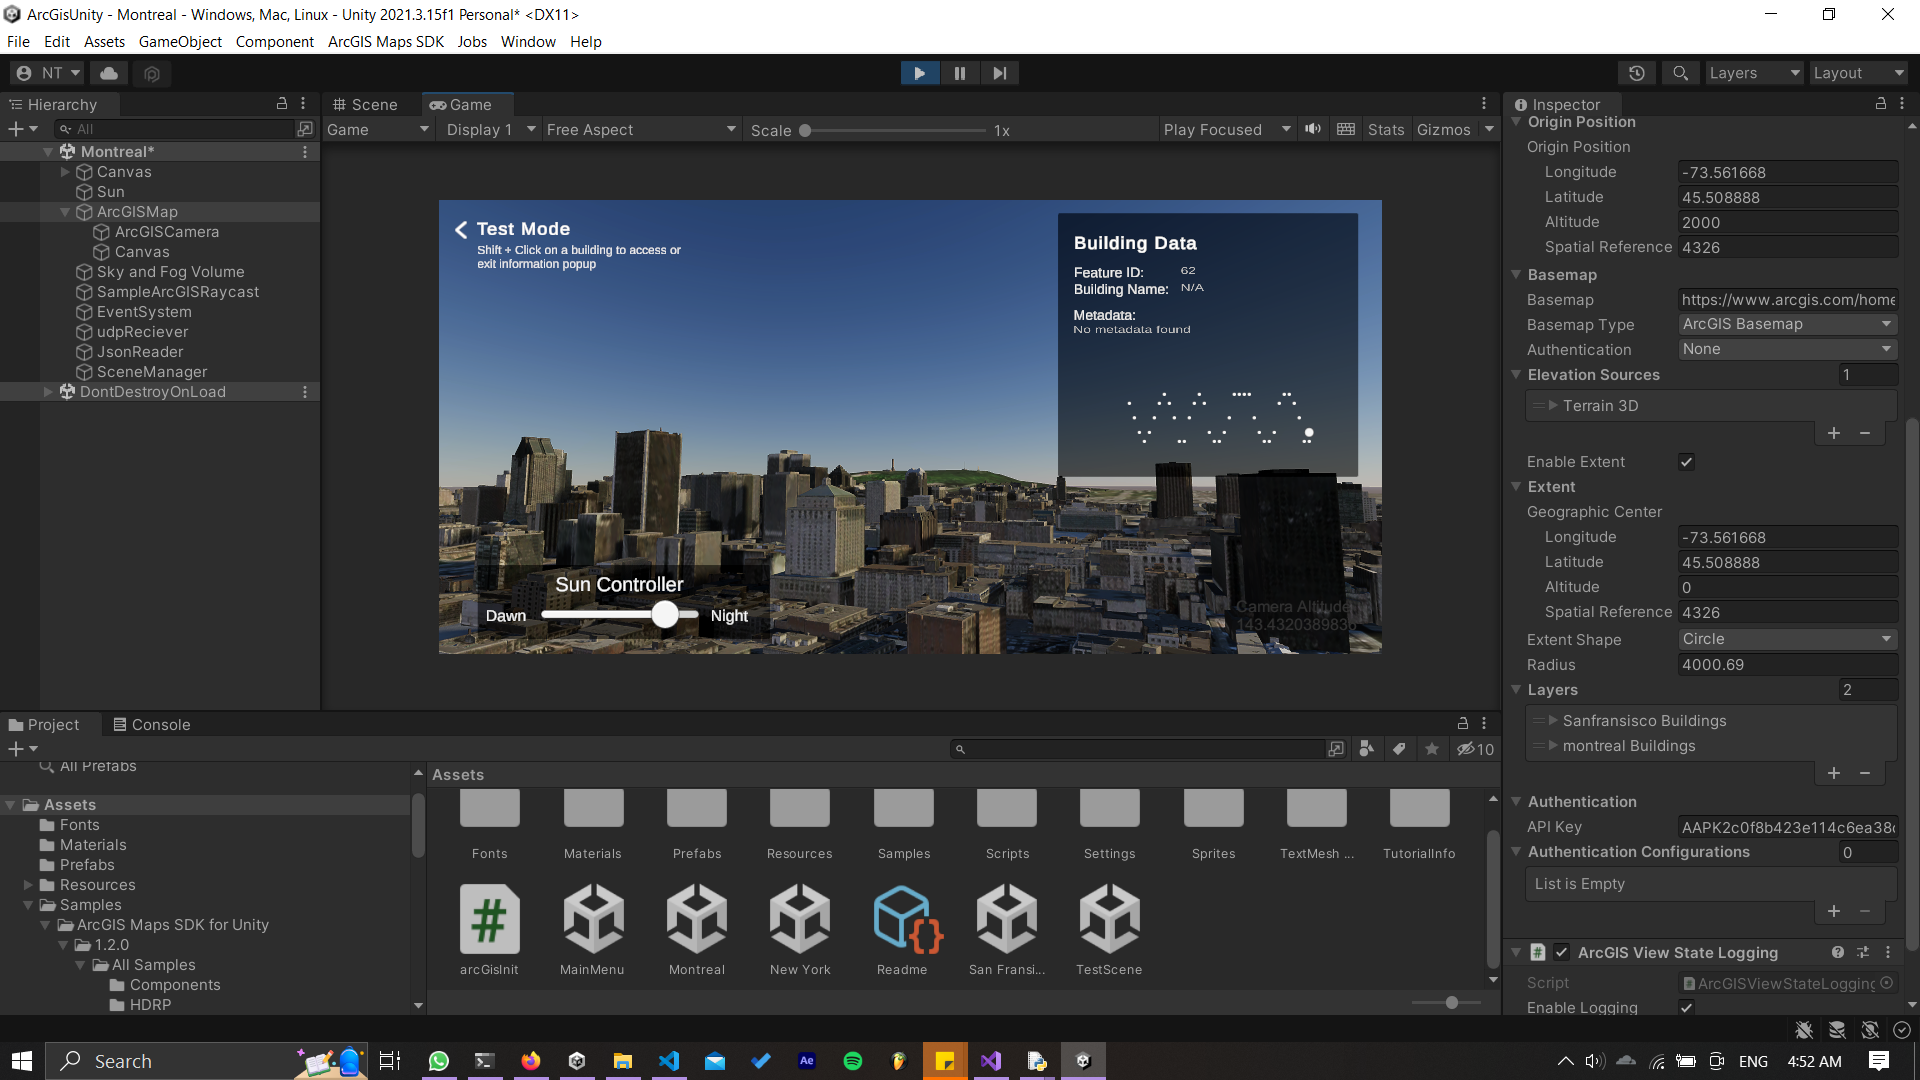 ArcGisUnity - Montreal - Windows, Mac, Linux - Unity 2021.3.15f1 Personal* <DX11>
File Edit Assets GameObject Component ArcGIS Maps SDK Jobs Window Help
NT Layers Layout
Hierarchy
All
Montreal*
Canvas
Sun
ArcGISMap
ArcGISCamera
Canvas
Sky and Fog Volume
SampleArcGISRaycast
EventSystem
udpReciever
JsonReader
SceneManager
DontDestroyOnLoad
Scene Game
Game Display 1 Free Aspect Scale 1x Play Focused Stats Gizmos
Test Mode
Shift + Click on a building to access or
exit information popup
Building Data
Feature ID: 62
Building Name: N/A
Metadata:
No metadata found
Sun Controller
Dawn Night
Camera Altitude
143.4320389836
Inspector
Origin Position
Origin Position
Longitude -73.561668
Latitude 45.508888
Altitude 2000
Spatial Reference 4326
Basemap
Basemap https://www.arcgis.com/home
Basemap Type ArcGIS Basemap
Authentication None
Elevation Sources 1
Terrain 3D
Enable Extent
Extent
Geographic Center
Longitude -73.561668
Latitude 45.508888
Altitude 0
Spatial Reference 4326
Extent Shape Circle
Radius 4000.69
Layers 2
Sanfransisco Buildings
montreal Buildings
Authentication
API Key AAPK2c0f8b423e114c6ea38
Authentication Configurations 0
List is Empty
ArcGIS View State Logging
Script ArcGISViewStateLogging
Enable Logging
Project Console
10
All Prefabs
Assets
Fonts
Materials
Prefabs
Resources
Samples
ArcGIS Maps SDK for Unity
1.2.0
All Samples
Components
HDRP
Assets
Fonts Materials Prefabs Resources Samples Scripts Settings Sprites TextMesh ... TutorialInfo
arcGisInit MainMenu Montreal New York Readme San Fransi... TestScene
Search Ae ENG 4:52 AM